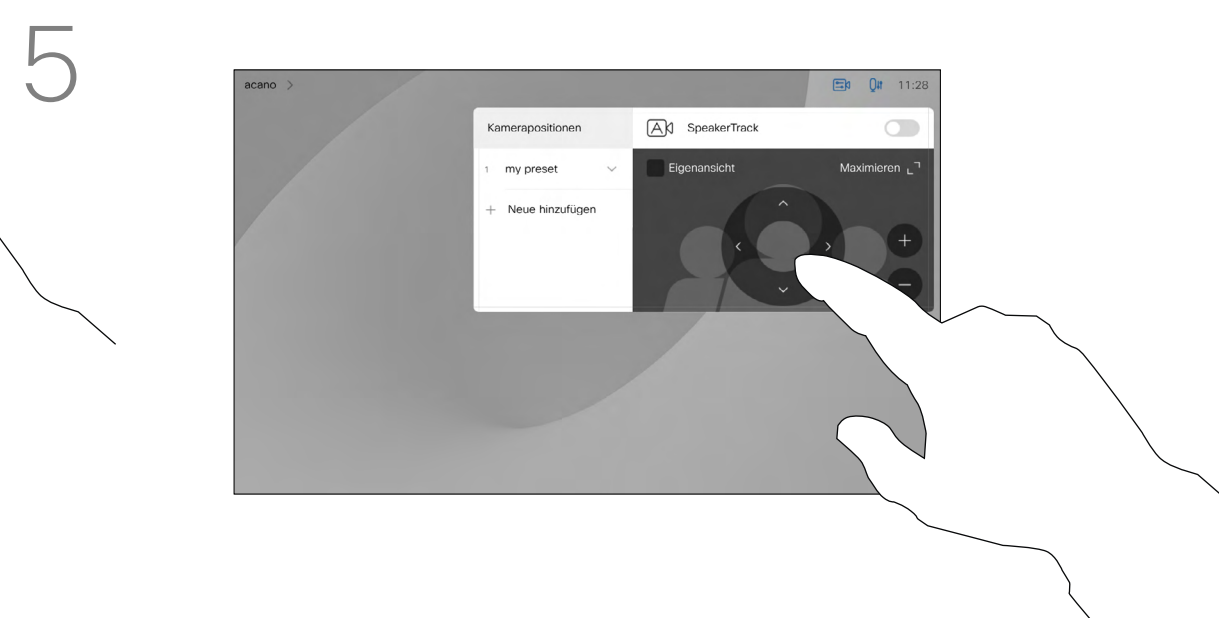 5
acano >
11:28
Kamerapositionen
SpeakerTrack
1 my preset
Eigenansicht
Maximieren
+ Neue hinzufügen
+
−